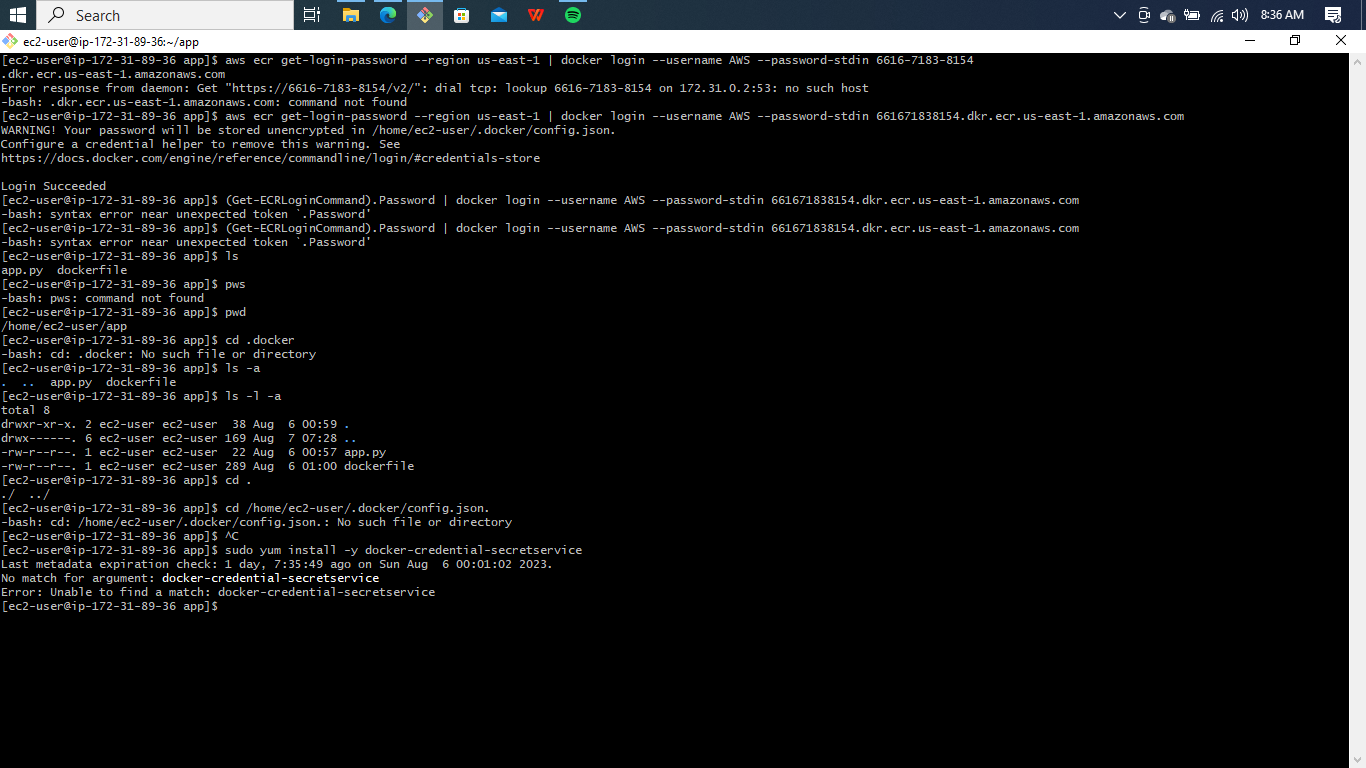 Search
8:36 AM
ec2-user@ip-172-31-89-36:~/app
[ec2-user@ip-172-31-89-36 app]$ aws ecr get-login-password --region us-east-1 | docker login --username AWS --password-stdin 6616-7183-8154
.dkr.ecr.us-east-1.amazonaws.com
Error response from daemon: Get "https://6616-7183-8154/v2/": dial tcp: lookup 6616-7183-8154 on 172.31.0.2:53: no such host
-bash: .dkr.ecr.us-east-1.amazonaws.com: command not found
[ec2-user@ip-172-31-89-36 app]$ aws ecr get-login-password --region us-east-1 | docker login --username AWS --password-stdin 661671838154.dkr.ecr.us-east-1.amazonaws.com
WARNING! Your password will be stored unencrypted in /home/ec2-user/.docker/config.json.
Configure a credential helper to remove this warning. See
https://docs.docker.com/engine/reference/commandline/login/#credentials-store
Login Succeeded
[ec2-user@ip-172-31-89-36 app]$ (Get-ECRLoginCommand).Password | docker login --username AWS --password-stdin 661671838154.dkr.ecr.us-east-1.amazonaws.com
-bash: syntax error near unexpected token `.Password'
[ec2-user@ip-172-31-89-36 app]$ (Get-ECRLoginCommand).Password | docker login --username AWS --password-stdin 661671838154.dkr.ecr.us-east-1.amazonaws.com
-bash: syntax error near unexpected token `.Password'
[ec2-user@ip-172-31-89-36 app]$ ls
app.py  dockerfile
[ec2-user@ip-172-31-89-36 app]$ pws
-bash: pws: command not found
[ec2-user@ip-172-31-89-36 app]$ pwd
/home/ec2-user/app
[ec2-user@ip-172-31-89-36 app]$ cd .docker
-bash: cd: .docker: No such file or directory
[ec2-user@ip-172-31-89-36 app]$ ls -a
.  ..  app.py  dockerfile
[ec2-user@ip-172-31-89-36 app]$ ls -l -a
total 8
drwxr-xr-x. 2 ec2-user ec2-user  38 Aug  6 00:59 .
drwx------. 6 ec2-user ec2-user 169 Aug  7 07:28 ..
-rw-r--r--. 1 ec2-user ec2-user  22 Aug  6 00:57 app.py
-rw-r--r--. 1 ec2-user ec2-user 289 Aug  6 01:00 dockerfile
[ec2-user@ip-172-31-89-36 app]$ cd .
./  ../
[ec2-user@ip-172-31-89-36 app]$ cd /home/ec2-user/.docker/config.json.
-bash: cd: /home/ec2-user/.docker/config.json.: No such file or directory
[ec2-user@ip-172-31-89-36 app]$ ^C
[ec2-user@ip-172-31-89-36 app]$ sudo yum install -y docker-credential-secretservice
Last metadata expiration check: 1 day, 7:35:49 ago on Sun Aug  6 00:01:02 2023.
No match for argument: docker-credential-secretservice
Error: Unable to find a match: docker-credential-secretservice
[ec2-user@ip-172-31-89-36 app]$